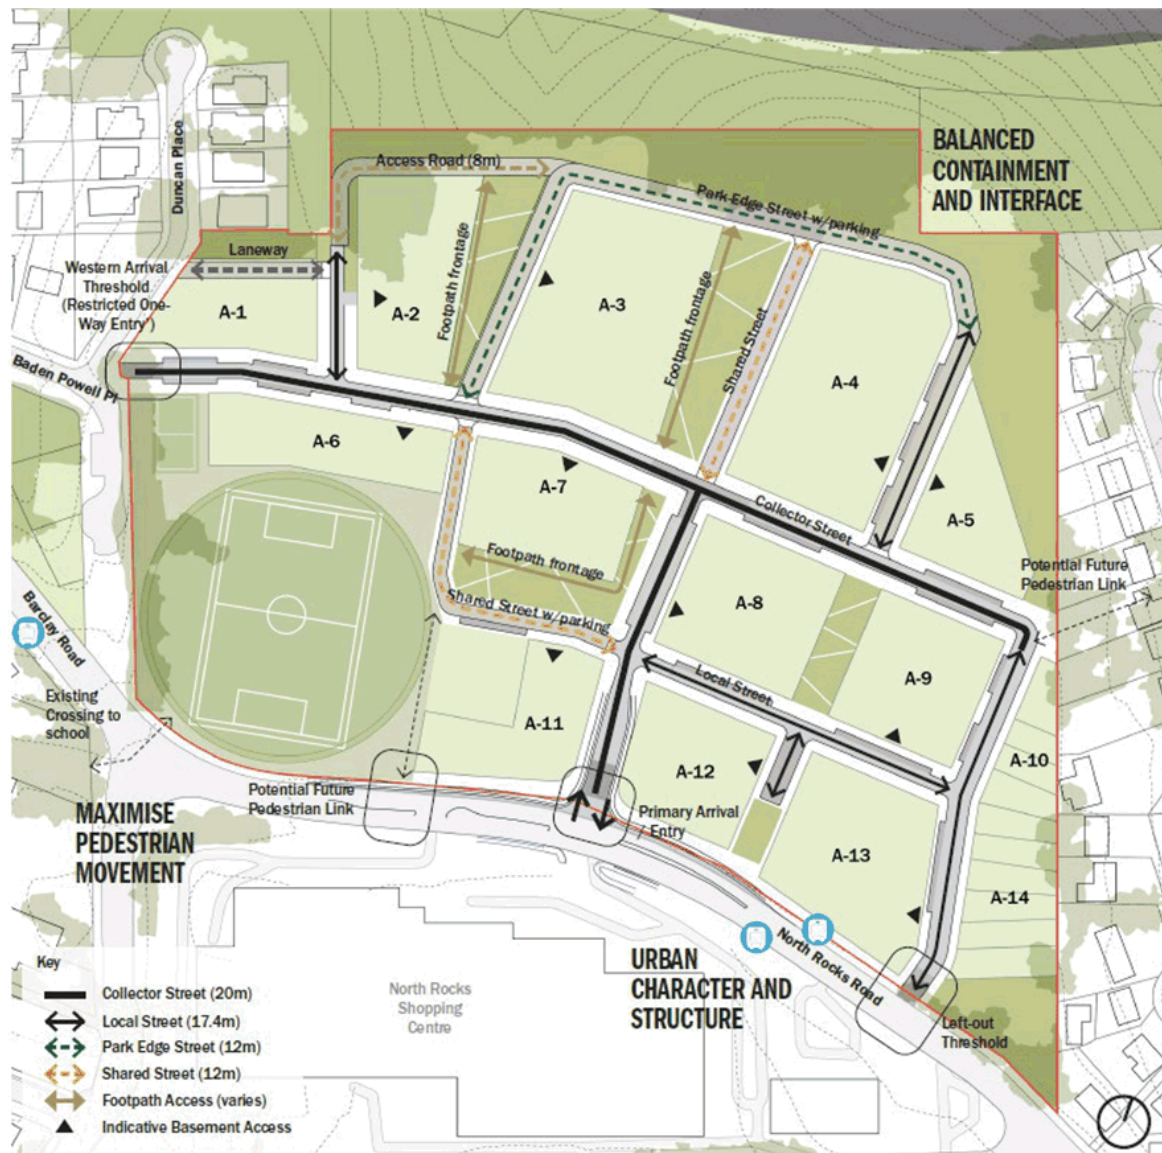 BALANCED
CONTAINMENT
AND INTERFACE
Duncan Place
Access Road (8m)
Park Edge Street w/parking
Laneway
Western Arrival
Threshold
(Restricted One-
Way Entry')
Footpath frontage
A-1
A-2
A-3
Footpath frontage
Shared Street
A-4
Baden Powell Pl
A-6
A-7
Collector Street
A-5
Footpath frontage
Potential Future
Pedestrian Link
Shared Street w/parking
A-8
Barclay Road
Local Street
A-9
Existing
Crossing to
school
A-11
A-12
A-10
Potential Future
Pedestrian Link
Primary Arrival
/ Entry
MAXIMISE
PEDESTRIAN
MOVEMENT
A-13
A-14
North Rocks Road
URBAN
CHARACTER AND
STRUCTURE
North Rocks
Shopping
Centre
Left-out
Threshold
Key
Collector Street (20m)
Local Street (17.4m)
Park Edge Street (12m)
Shared Street (12m)
Footpath Access (varies)
Indicative Basement Access